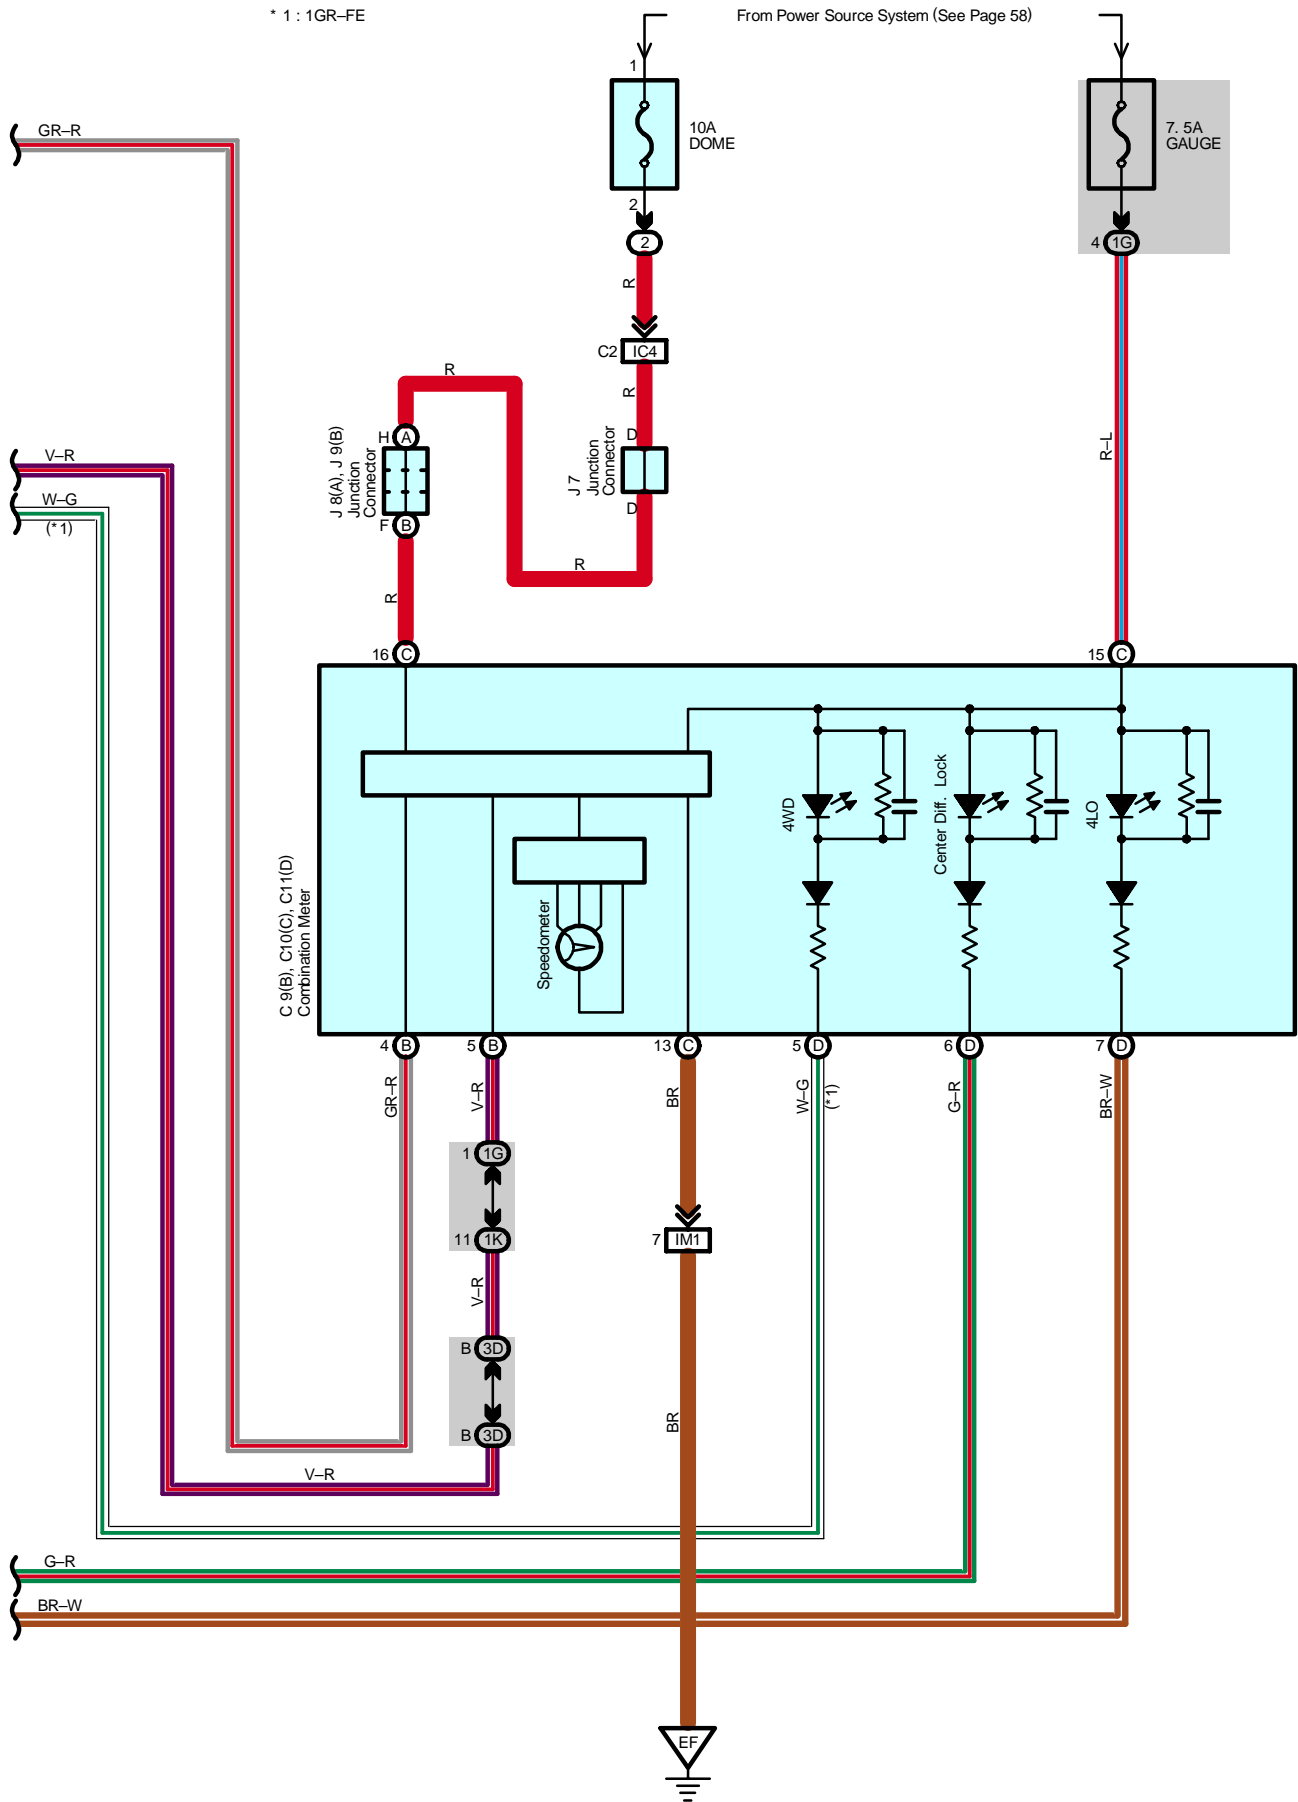 * 1 : 1GR–FE
From Power Source System (See Page 58)
1
10A
DOME
7. 5A
GAUGE
GR–R
2
2
4 1G
R
C2 IC4
R
R
H A
D
J 8(A), J 9(B)
Junction
Connector
J 7
Junction
Connector
R–L
V–R
W–G
(* 1)
F B
D
R
R
16 C
15 C
4WD
Center Diff. Lock
4LO
Speedometer
C 9(B), C10(C), C11(D)
Combination Meter
4 B
5 B
13 C
5 D
6 D
7 D
GR–R
V–R
BR
W–G
(* 1)
G–R
BR–W
1 1G
11 1K
7 IM1
V–R
B 3D
BR
B 3D
V–R
G–R
BR–W
EF